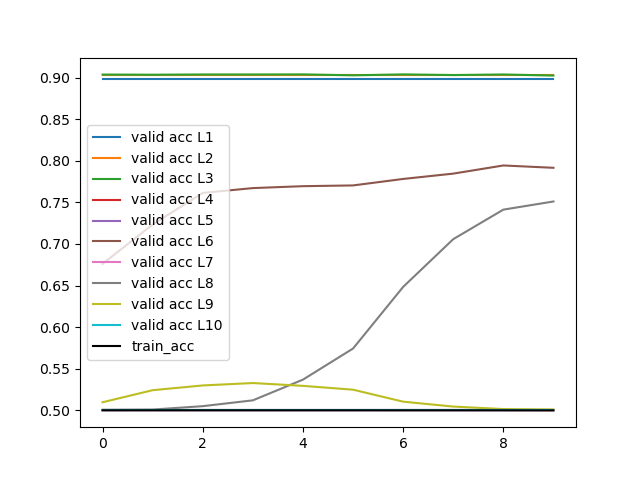 0.90
0.85
0.80
0.75
0.70
0.65
0.60
0.55
0.50
valid acc L1
valid acc L2
valid acc L3
valid acc L4
valid acc L5
valid acc L6
valid acc L7
valid acc L8
valid acc L9
valid acc L10
train_acc
0 2 4 6 8